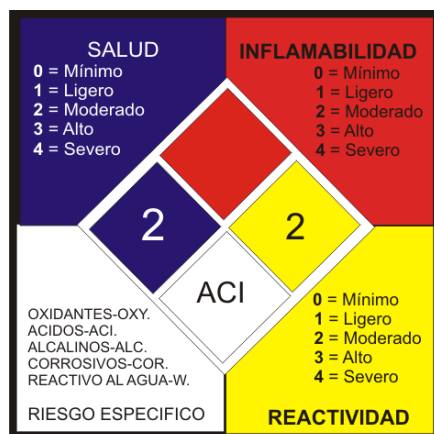 SALUD
0 = Mínimo
1 = Ligero
2 = Moderado
3 = Alto
4 = Severo
INFLAMABILIDAD
0 = Mínimo
1 = Ligero
2 = Moderado
3 = Alto
4 = Severo
2
2
ACI
OXIDANTES-OXY.
ACIDOS-ACI.
ALCALINOS-ALC.
CORROSIVOS-COR.
REACTIVO AL AGUA-W.
RIESGO ESPECIFICO
0 = Mínimo
1 = Ligero
2 = Moderado
3 = Alto
4 = Severo
REACTIVIDAD